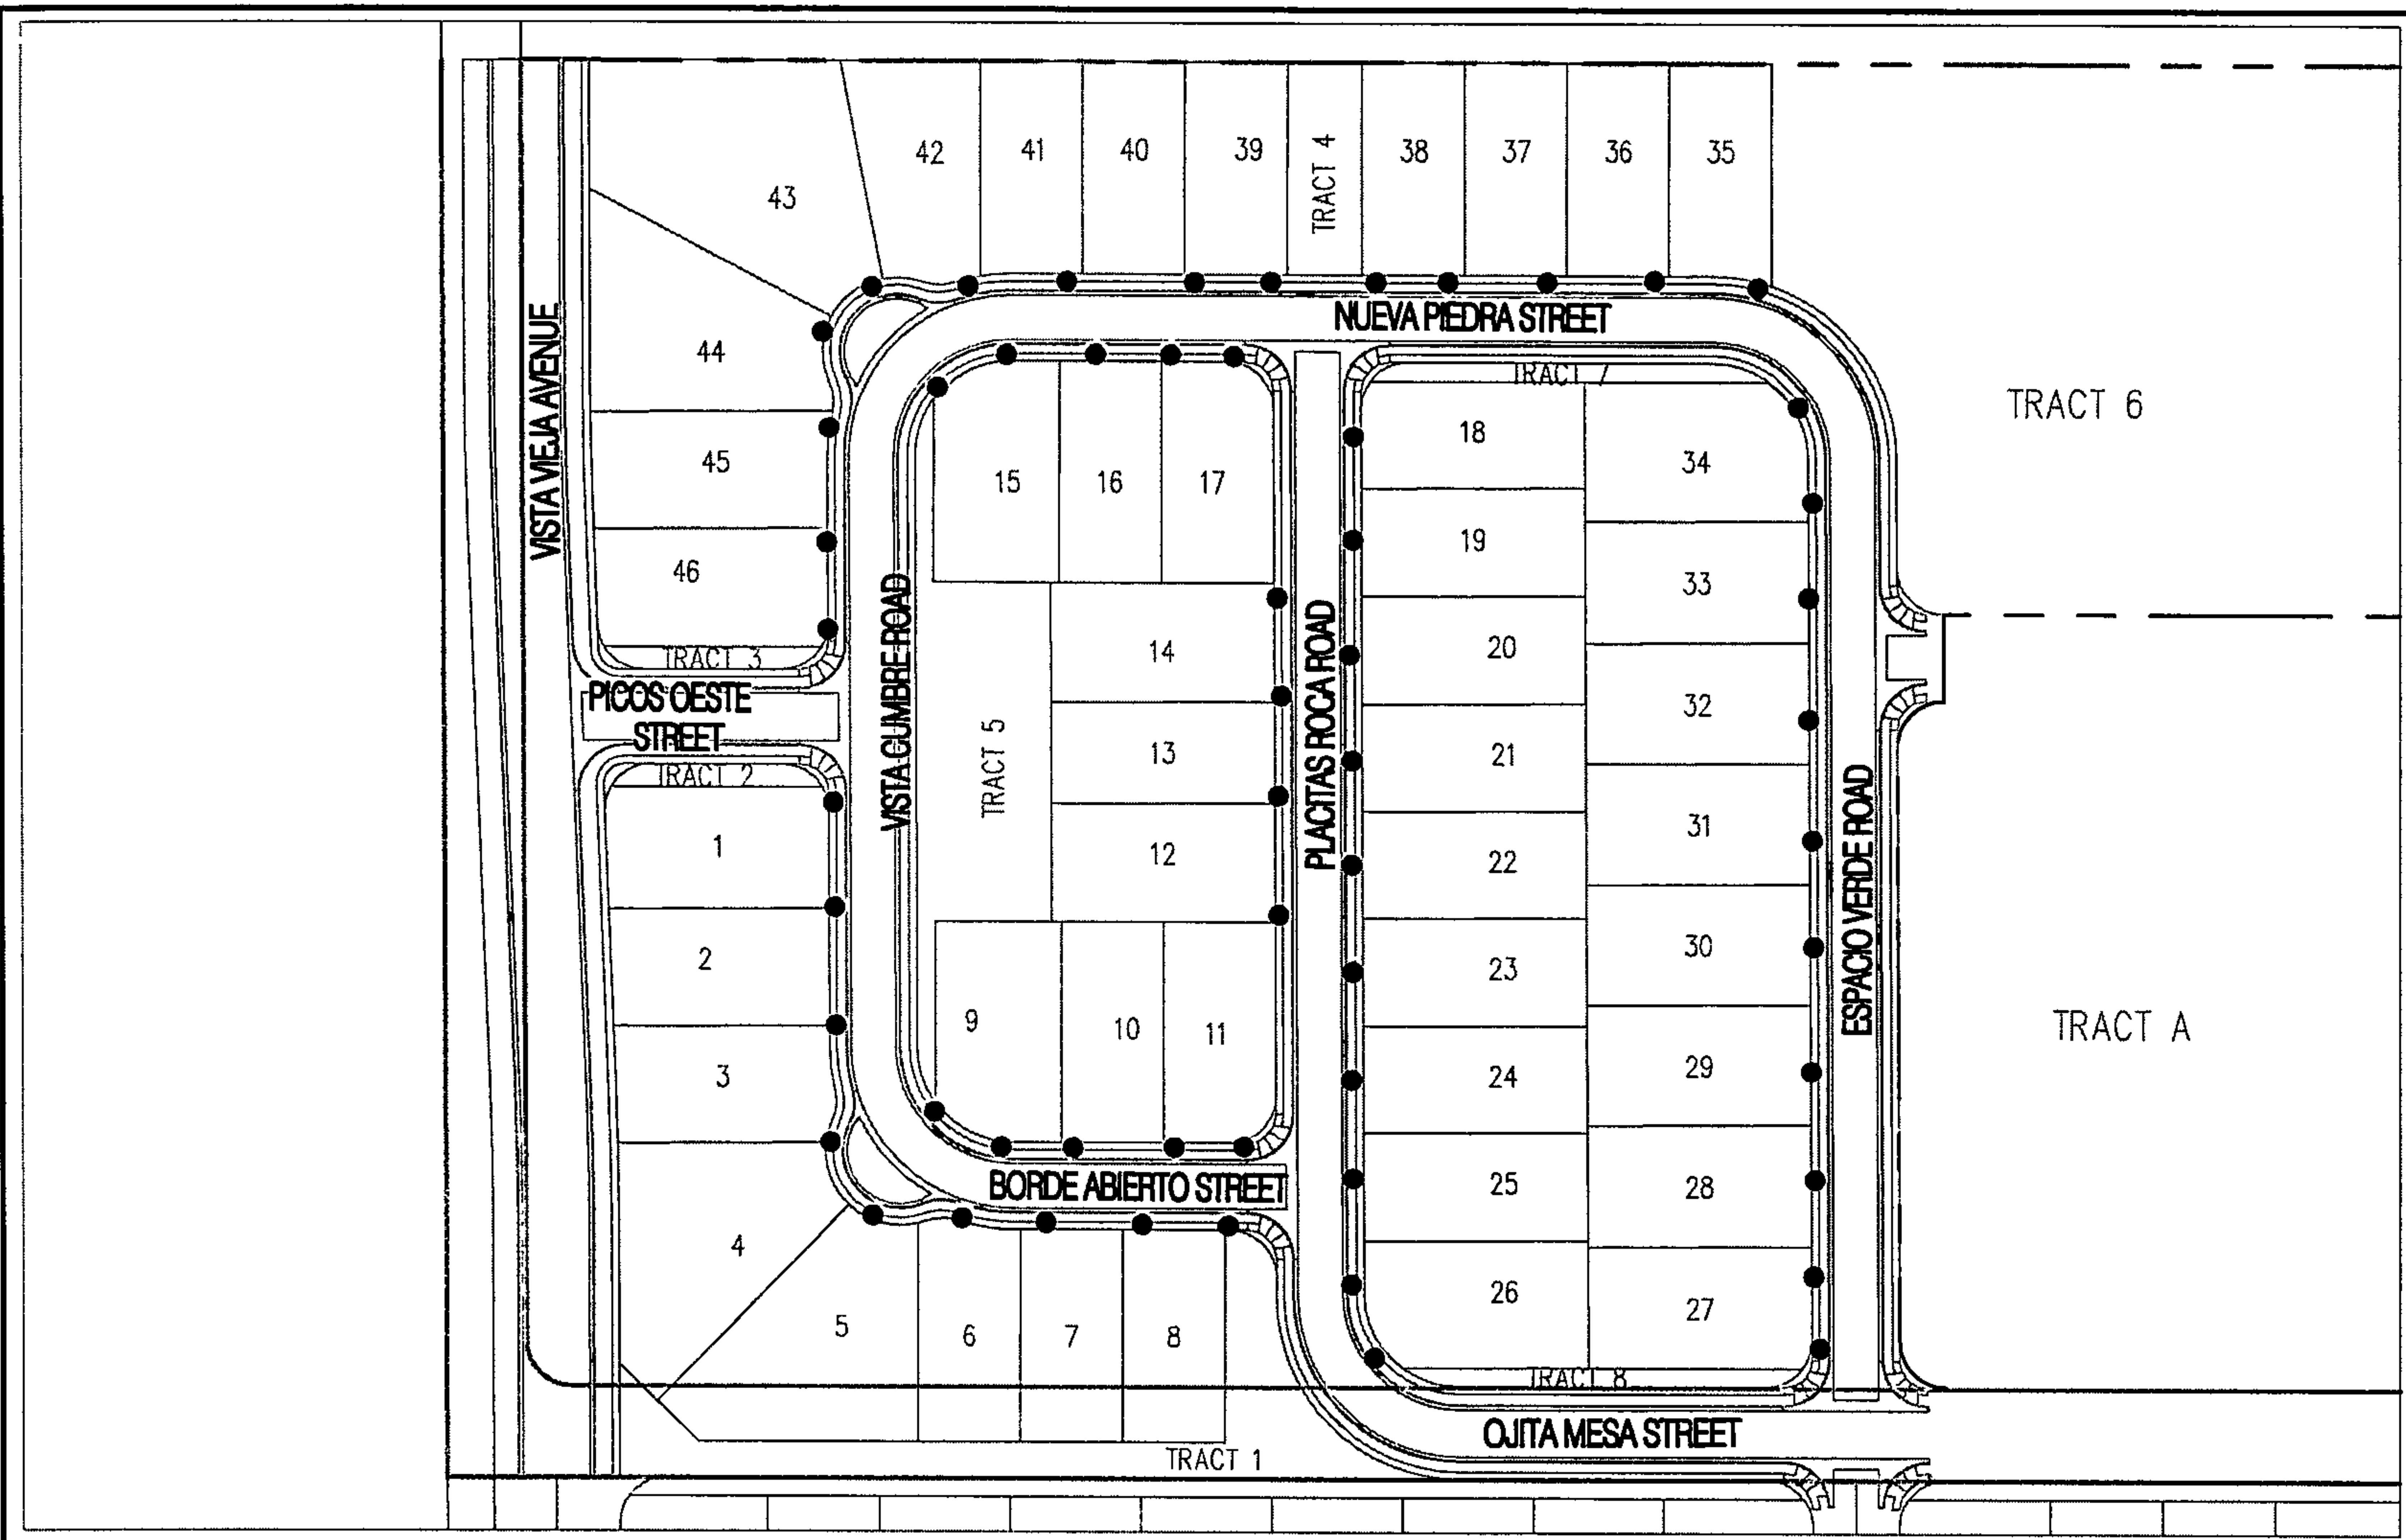 42
41
40
39
TRACT 4
38
37
36
35
43
NUEVA PIEDRA STREET
VISTA VIEJA AVENUE
44
TRACT 7
TRACT 6
18
34
45
15
16
17
19
46
33
VISTA CUMBRE ROAD
PLACITAS ROCA ROAD
14
20
TRACT 3
PICOS OESTE
STREET
32
TRACT 5
13
21
TRACT 2
1
12
22
31
ESPACIO VERDE ROAD
2
23
30
9
10
11
TRACT A
3
24
29
BORDE ABIERTO STREET
25
28
4
26
27
5
6
7
8
TRACT 8
OJITA MESA STREET
TRACT 1